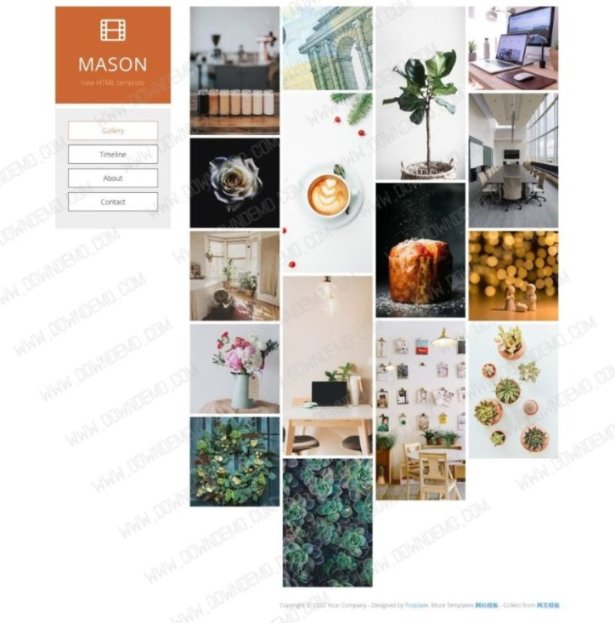 MASON
new HTML template
Gallery
Timeline
About
Contact
Copyright © 2022 Your Company - Designed by Tooplate More Templates 网站模板 - Collect from 网页模板
WWW.DOWNDEMO.COM